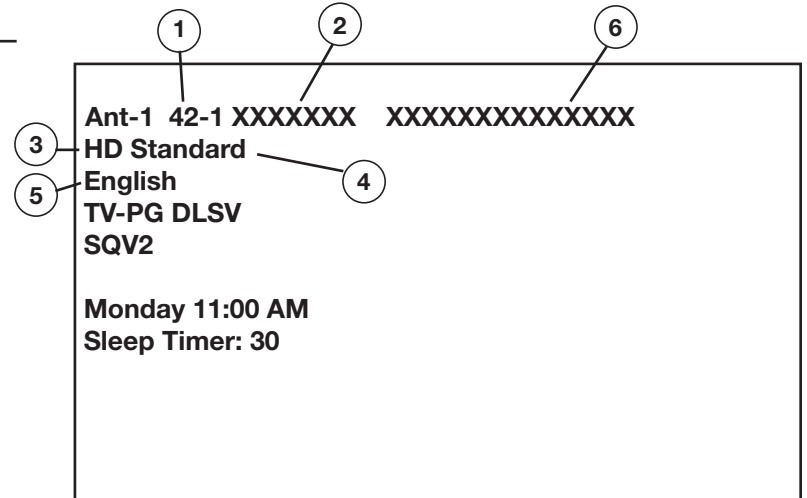 1 2 6
Ant-1 42-1 XXXXXXX XXXXXXXXXXXXXX
3 HD Standard
4
5 English
TV-PG DLSV
SQV2
Monday 11:00 AM
Sleep Timer: 30